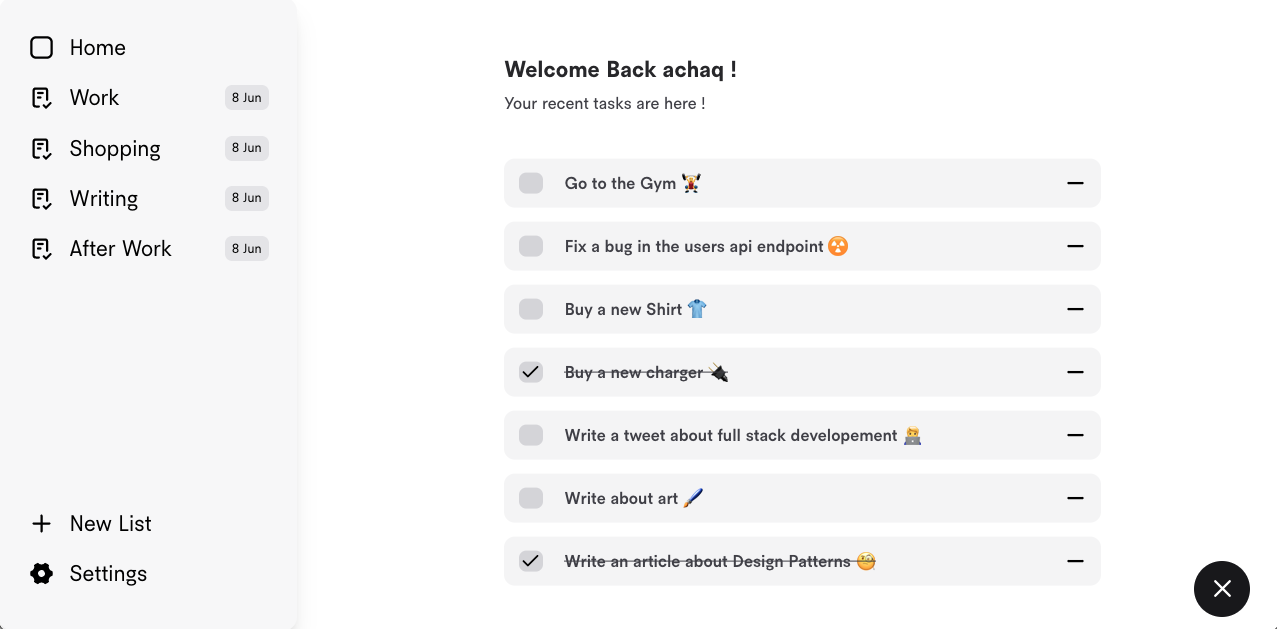 Home
Work 8 Jun
Shopping 8 Jun
Writing 8 Jun
After Work 8 Jun
New List
Settings
Welcome Back achaq !
Your recent tasks are here !
Go to the Gym 🏋️
Fix a bug in the users api endpoint ☢️
Buy a new Shirt 👕
Buy a new charger 🔌
Write a tweet about full stack developement 🧑‍💻
Write about art 🖌️
Write an article about Design Patterns 🧐